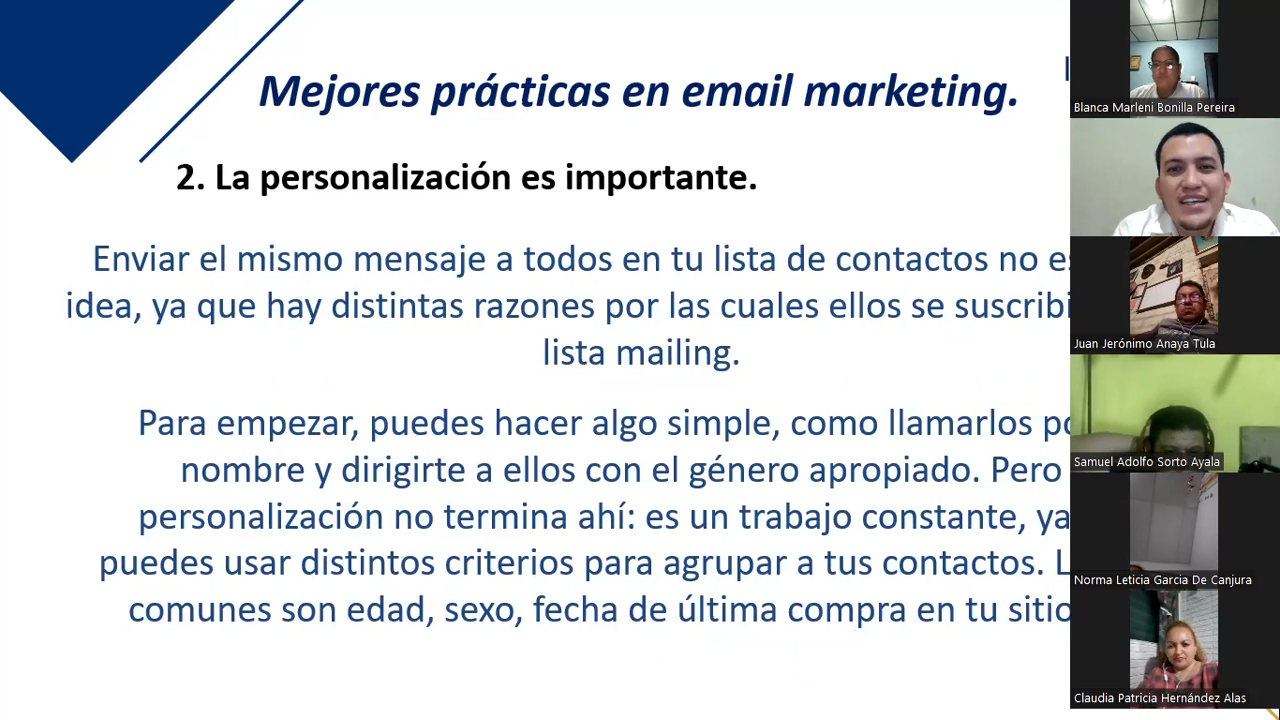 Mejores prácticas en email marketing.
2. La personalización es importante.
Enviar el mismo mensaje a todos en tu lista de contactos no
idea, ya que hay distintas razones por las cuales ellos se
lista mailing.
Para empezar, puedes hacer algo simple, como llamarlos
nombre y dirigirte a ellos con el género apropiado. Pero
personalización no termina ahí: es un trabajo constante, ya
puedes usar distintos criterios para agrupar a tus contactos.
comunes son edad, sexo, fecha de última compra en tu sitio
Blanca Marleni Bonilla Pereira
Juan Jerónimo Anaya Tula
Samuel Adolfo Sorto Ayala
Norma Leticia Garcia De Canjura
Claudia Patricia Hernández Alas